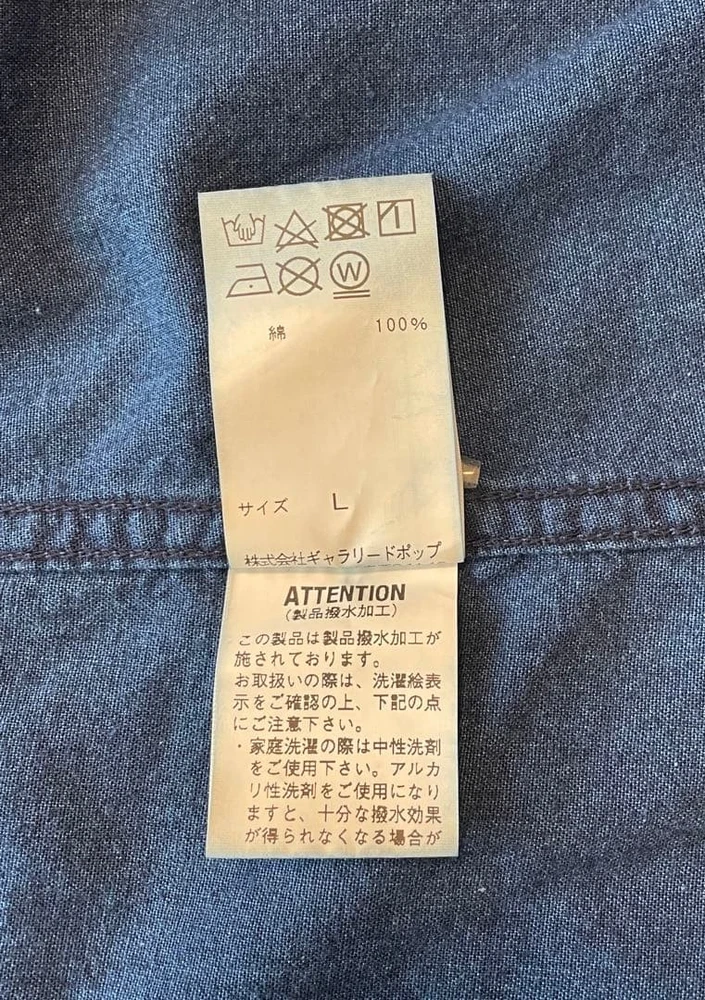 W
綿 100%
サイズ L
株式会社ギャラリードポップ
ATTENTION
(製品撥水加工)
この製品は製品撥水加工が
施されております。
お取扱いの際は、洗濯絵表
示をご確認の上、下記の点
にご注意下さい。
・家庭洗濯の際は中性洗剤
をご使用下さい。アルカ
リ性洗剤をご使用になり
ますと、十分な撥水効果
が得られなくなる場合が